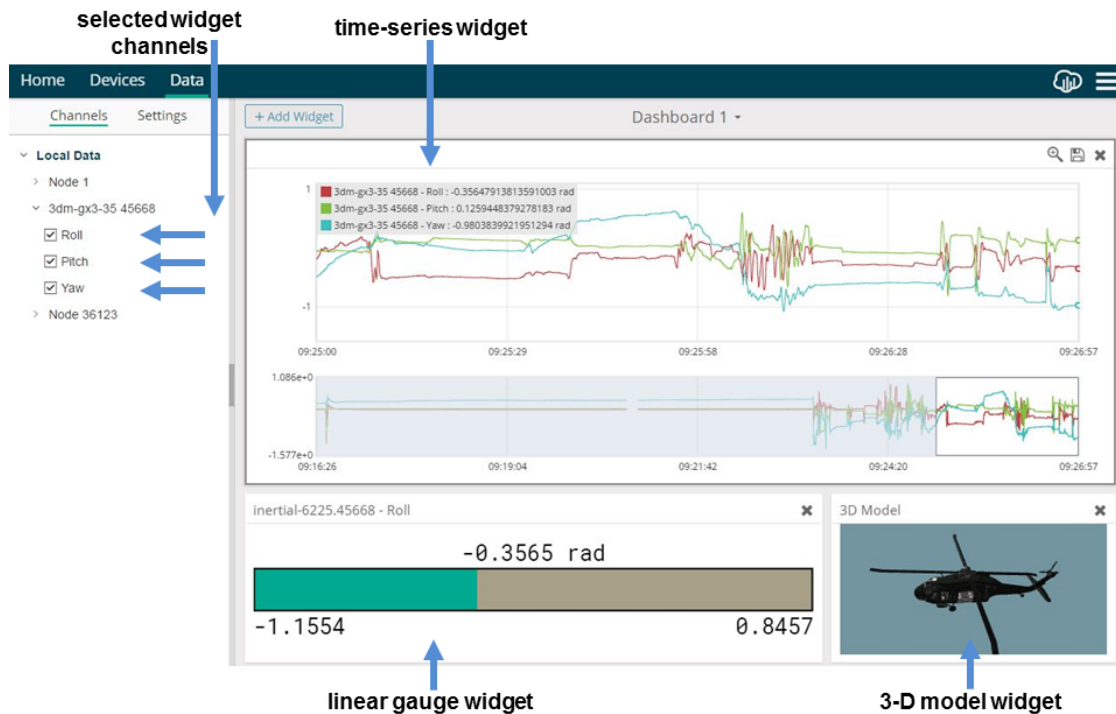 selected widget
channels
time-series widget
Home Devices Data
Channels Settings
+ Add Widget
Dashboard 1
Local Data
Node 1
3dm-gx3-35 45668
Roll
Pitch
Yaw
Node 36123
1
3dm-gx3-35 45668 - Roll : -0.35647913813591003 rad
3dm-gx3-35 45668 - Pitch : 0.1259448379278183 rad
3dm-gx3-35 45668 - Yaw : -0.9803839921951294 rad
-1
09:25:00 09:25:29 09:25:58 09:26:28 09:26:57
1.086e+0
-1.577e+0
09:16:26 09:19:04 09:21:42 09:24:20 09:26:57
inertial-6225.45668 - Roll
-0.3565 rad
-1.1554 0.8457
3D Model
linear gauge widget
3-D model widget